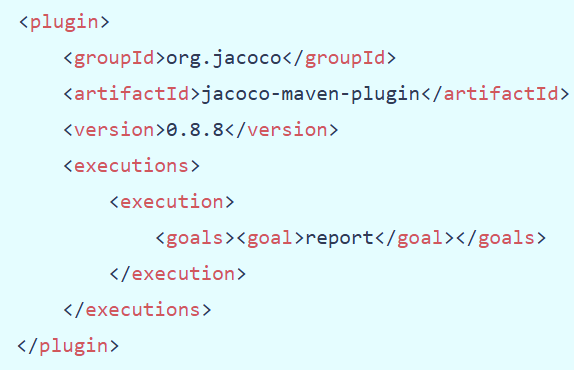 <plugin>
    <groupId>org.jacoco</groupId>
    <artifactId>jacoco-maven-plugin</artifactId>
    <version>0.8.8</version>
    <executions>
        <execution>
            <goals><goal>report</goal></goals>
        </execution>
    </executions>
</plugin>